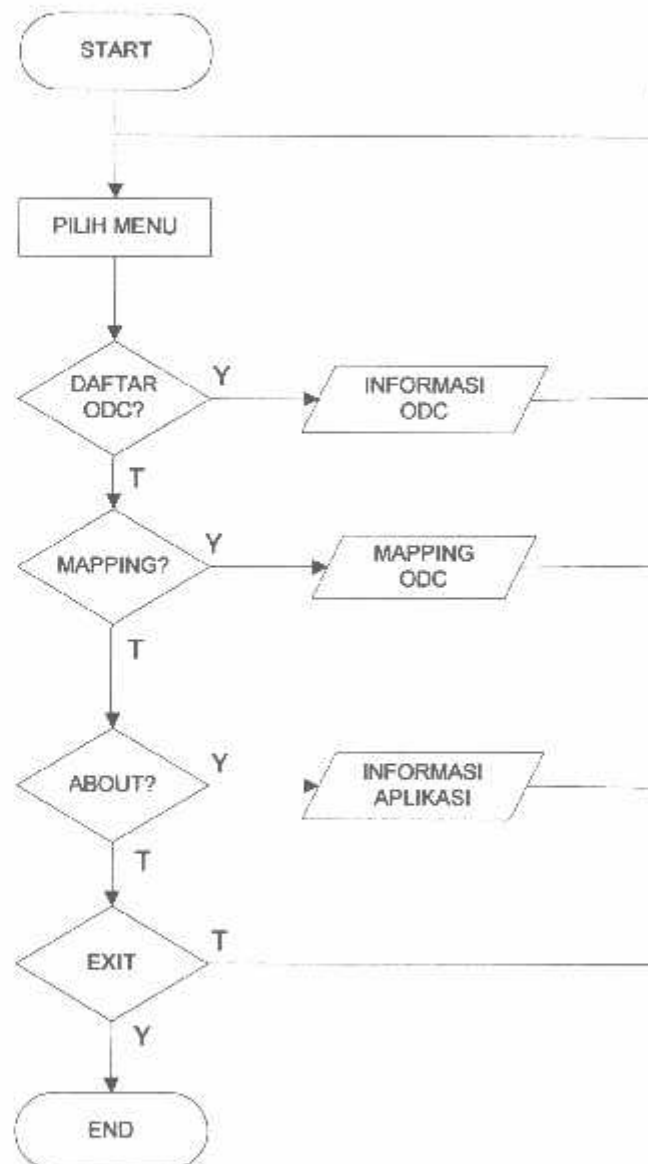 START
PILIH MENU
DAFTAR
ODC?
Y
INFORMASI
ODC
T
MAPPING?
Y
MAPPING
ODC
T
ABOUT?
Y
INFORMASI
APLIKASI
T
EXIT
T
Y
END